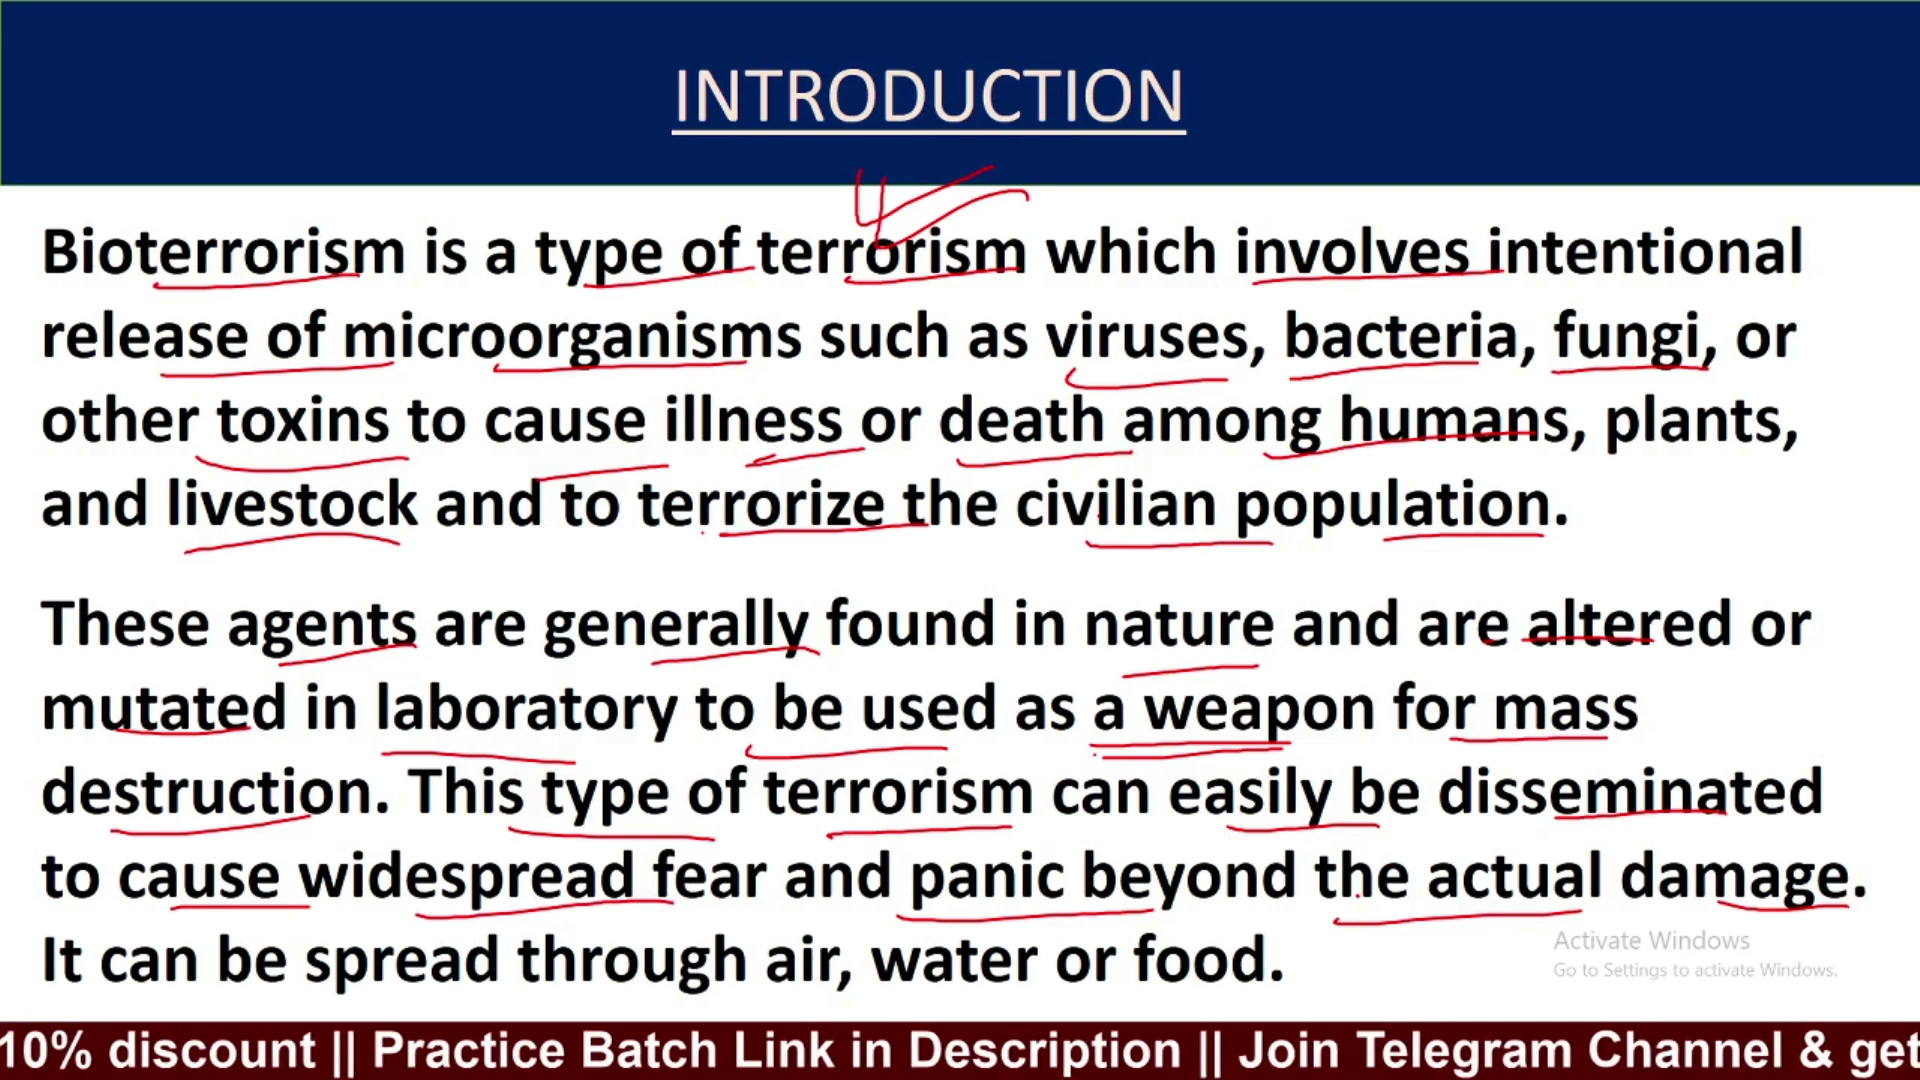 INTRODUCTION
Bioterrorism is a type of terrorism which involves intentional
release of microorganisms such as viruses, bacteria, fungi, or
other toxins to cause illness or death among humans, plants,
and livestock and to terrorize the civilian population.
These agents are generally found in nature and are altered or
mutated in laboratory to be used as a weapon for mass
destruction. This type of terrorism can easily be disseminated
to cause widespread fear and panic beyond the actual damage.
It can be spread through air, water or food.
Activate Windows
Go to Settings to activate Windows.
10% discount || Practice Batch Link in Description || Join Telegram Channel & get